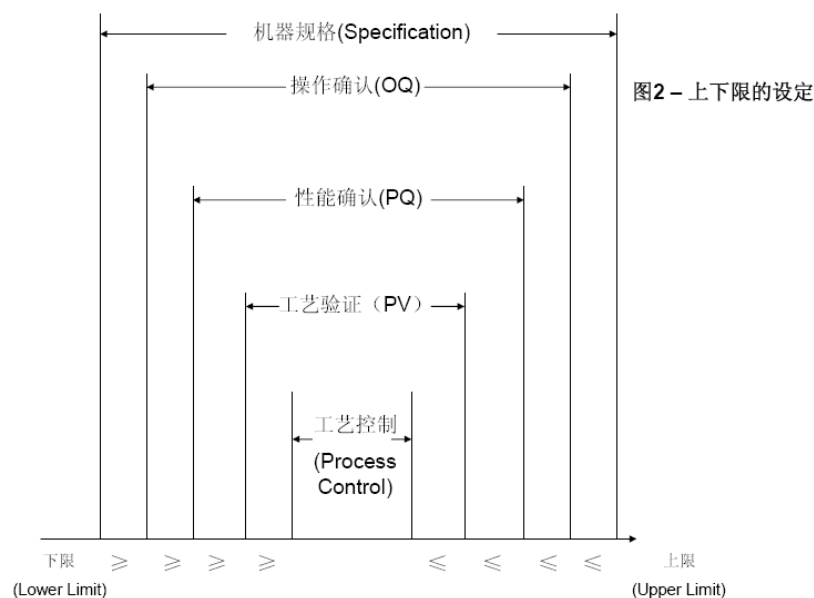 机器规格(Specification)
操作确认(OQ)
图2 – 上下限的设定
性能确认(PQ)
工艺验证（PV）
工艺控制
(Process
Control)
下限 ≥ ≥ ≥ ≥ ≤ ≤ ≤ ≤ 上限
(Lower Limit) (Upper Limit)